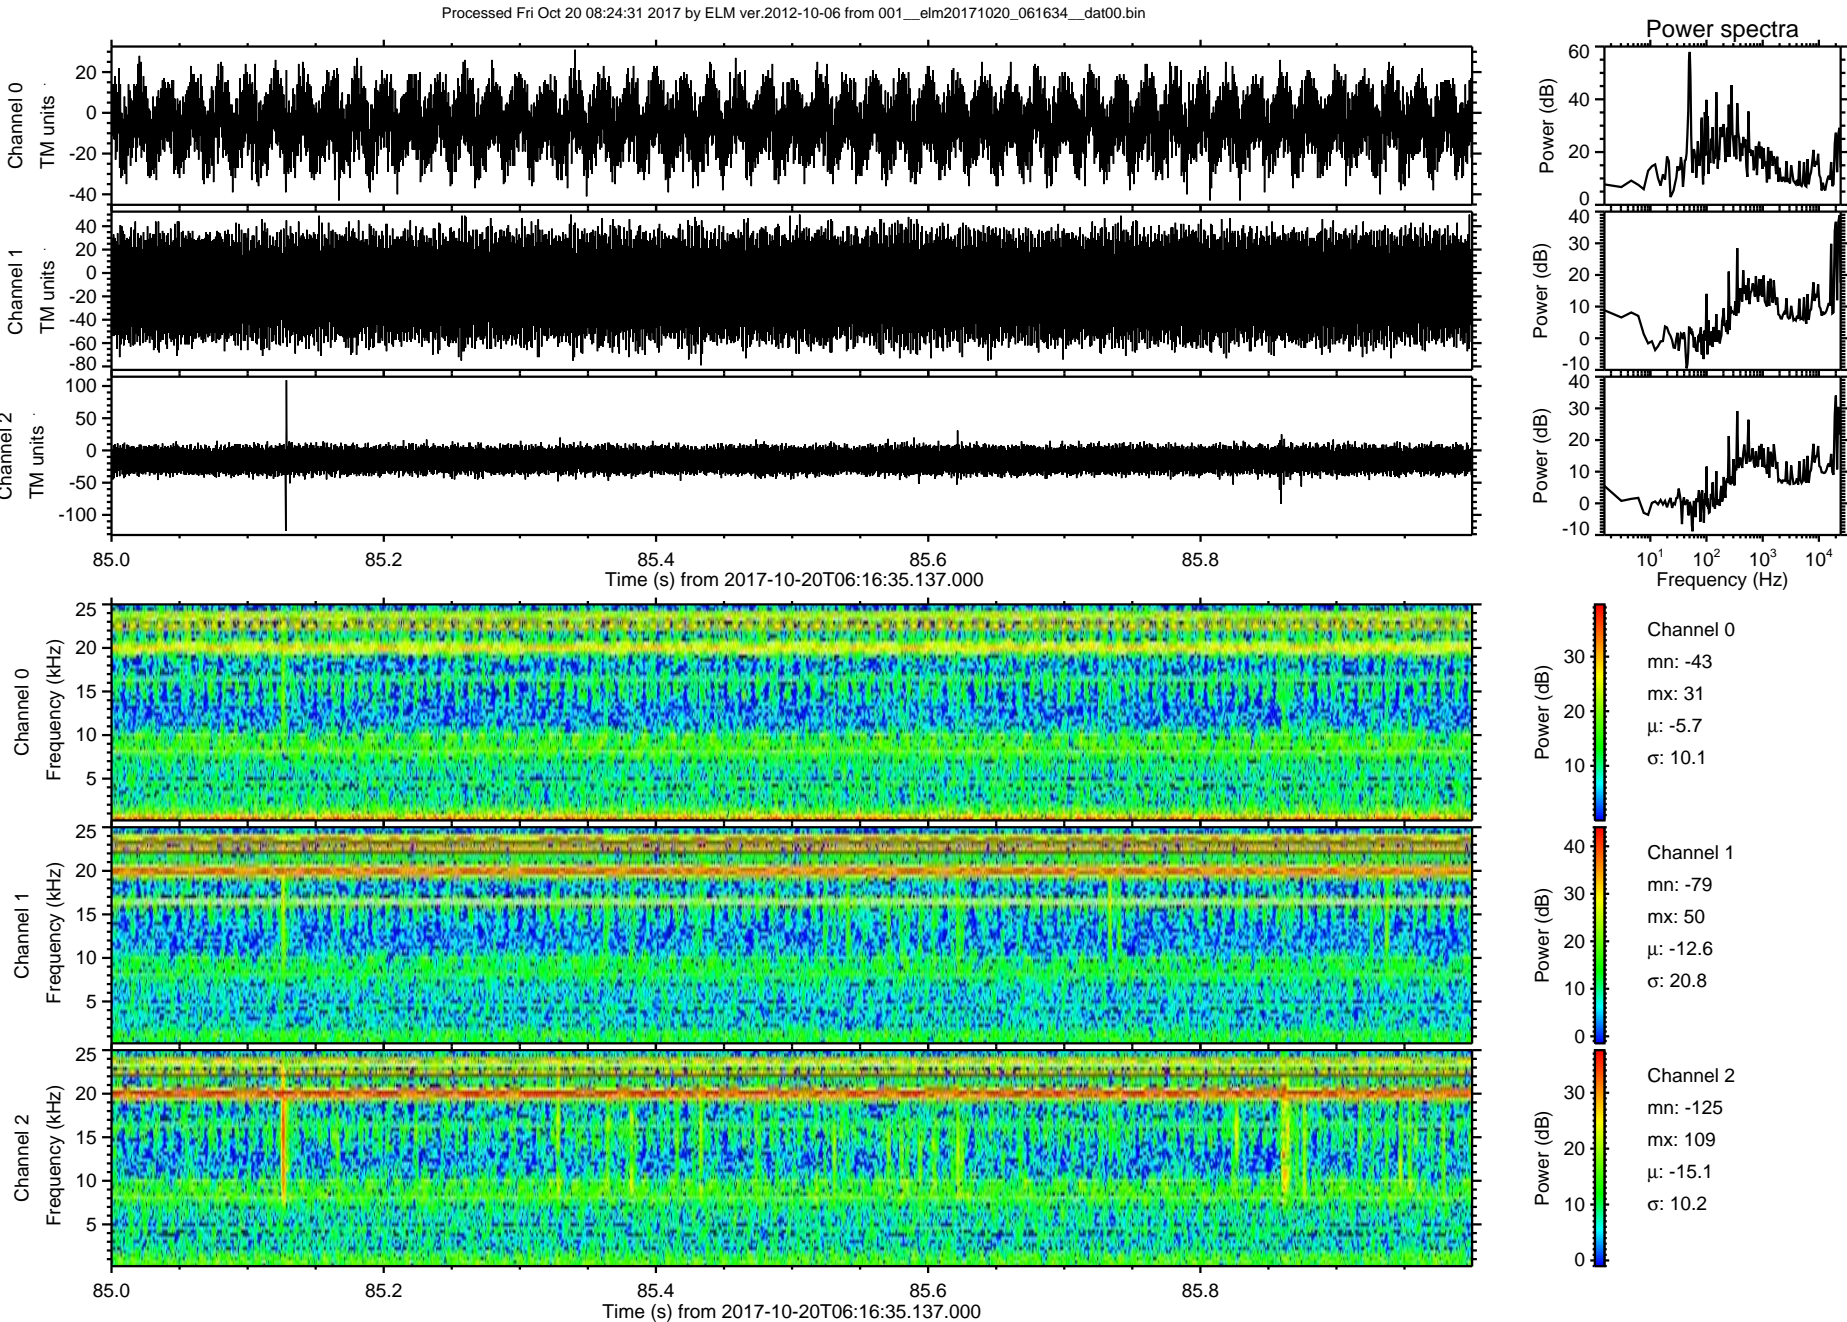 Processed Fri Oct 20 08:24:31 2017 by ELM ver.2012-10-06 from 001__elm20171020_061634__dat00.bin
Power spectra
Channel 0
TM units
20
0
-20
-40
Power (dB)
60
40
20
0
Channel 1
TM units
40
20
0
-20
-40
-60
-80
Power (dB)
40
30
20
10
0
-10
Channel 2
TM units
100
50
0
-50
-100
Power (dB)
40
30
20
10
0
-10
85.0 85.2 85.4 85.6 85.8
Time (s) from 2017-10-20T06:16:35.137.000
10^1 10^2 10^3 10^4
Frequency (Hz)
Channel 0
Frequency (kHz)
25
20
15
10
5
Power (dB)
30
20
10
Channel 0
mn: -43
mx: 31
μ: -5.7
σ: 10.1
Channel 1
Frequency (kHz)
25
20
15
10
5
Power (dB)
40
30
20
10
0
Channel 1
mn: -79
mx: 50
μ: -12.6
σ: 20.8
Channel 2
Frequency (kHz)
25
20
15
10
5
Power (dB)
30
20
10
0
Channel 2
mn: -125
mx: 109
μ: -15.1
σ: 10.2
85.0 85.2 85.4 85.6 85.8
Time (s) from 2017-10-20T06:16:35.137.000